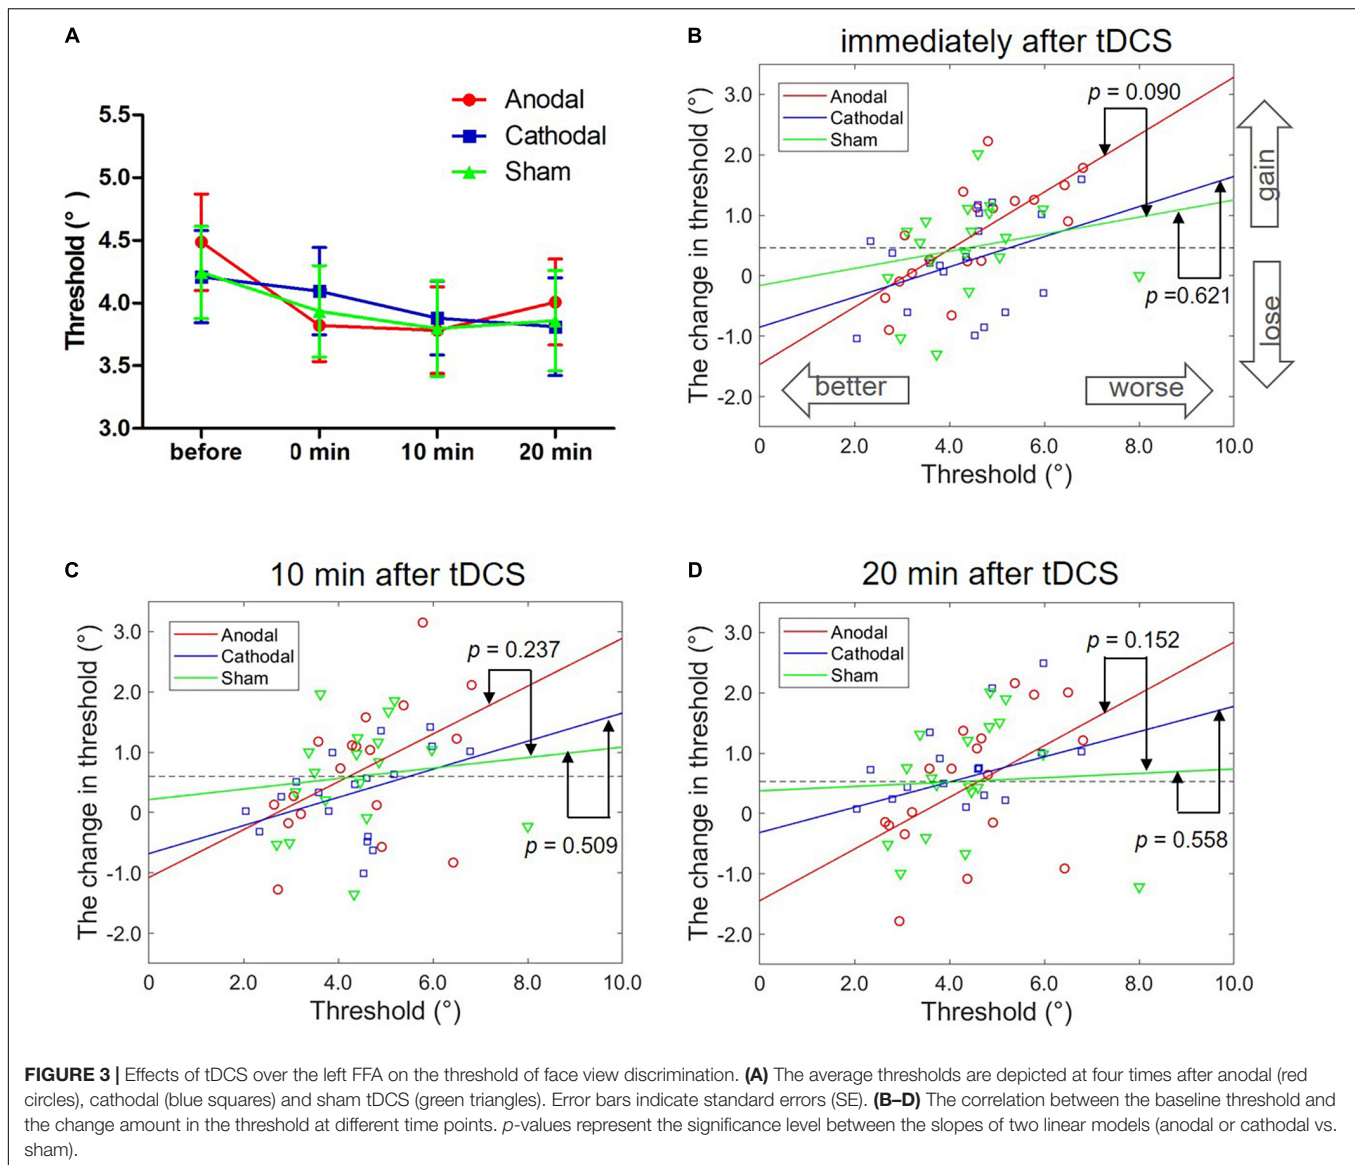 A
Anodal
Cathodal
Sham
Threshold (°)
5.5
5.0
4.5
4.0
3.5
3.0
before 0 min 10 min 20 min
B
immediately after tDCS
Anodal
Cathodal
Sham
p = 0.090
p =0.621
gain
lose
better
worse
The change in threshold (°)
3.0
2.0
1.0
0
-1.0
-2.0
0 2.0 4.0 6.0 8.0 10.0
Threshold (°)
C
10 min after tDCS
Anodal
Cathodal
Sham
p = 0.237
p = 0.509
The change in threshold (°)
3.0
2.0
1.0
0
-1.0
-2.0
0 2.0 4.0 6.0 8.0 10.0
Threshold (°)
D
20 min after tDCS
Anodal
Cathodal
Sham
p = 0.152
p = 0.558
The change in threshold (°)
3.0
2.0
1.0
0
-1.0
-2.0
0 2.0 4.0 6.0 8.0 10.0
Threshold (°)
FIGURE 3 | Effects of tDCS over the left FFA on the threshold of face view discrimination. (A) The average thresholds are depicted at four times after anodal (red
circles), cathodal (blue squares) and sham tDCS (green triangles). Error bars indicate standard errors (SE). (B–D) The correlation between the baseline threshold and
the change amount in the threshold at different time points. p-values represent the significance level between the slopes of two linear models (anodal or cathodal vs.
sham).